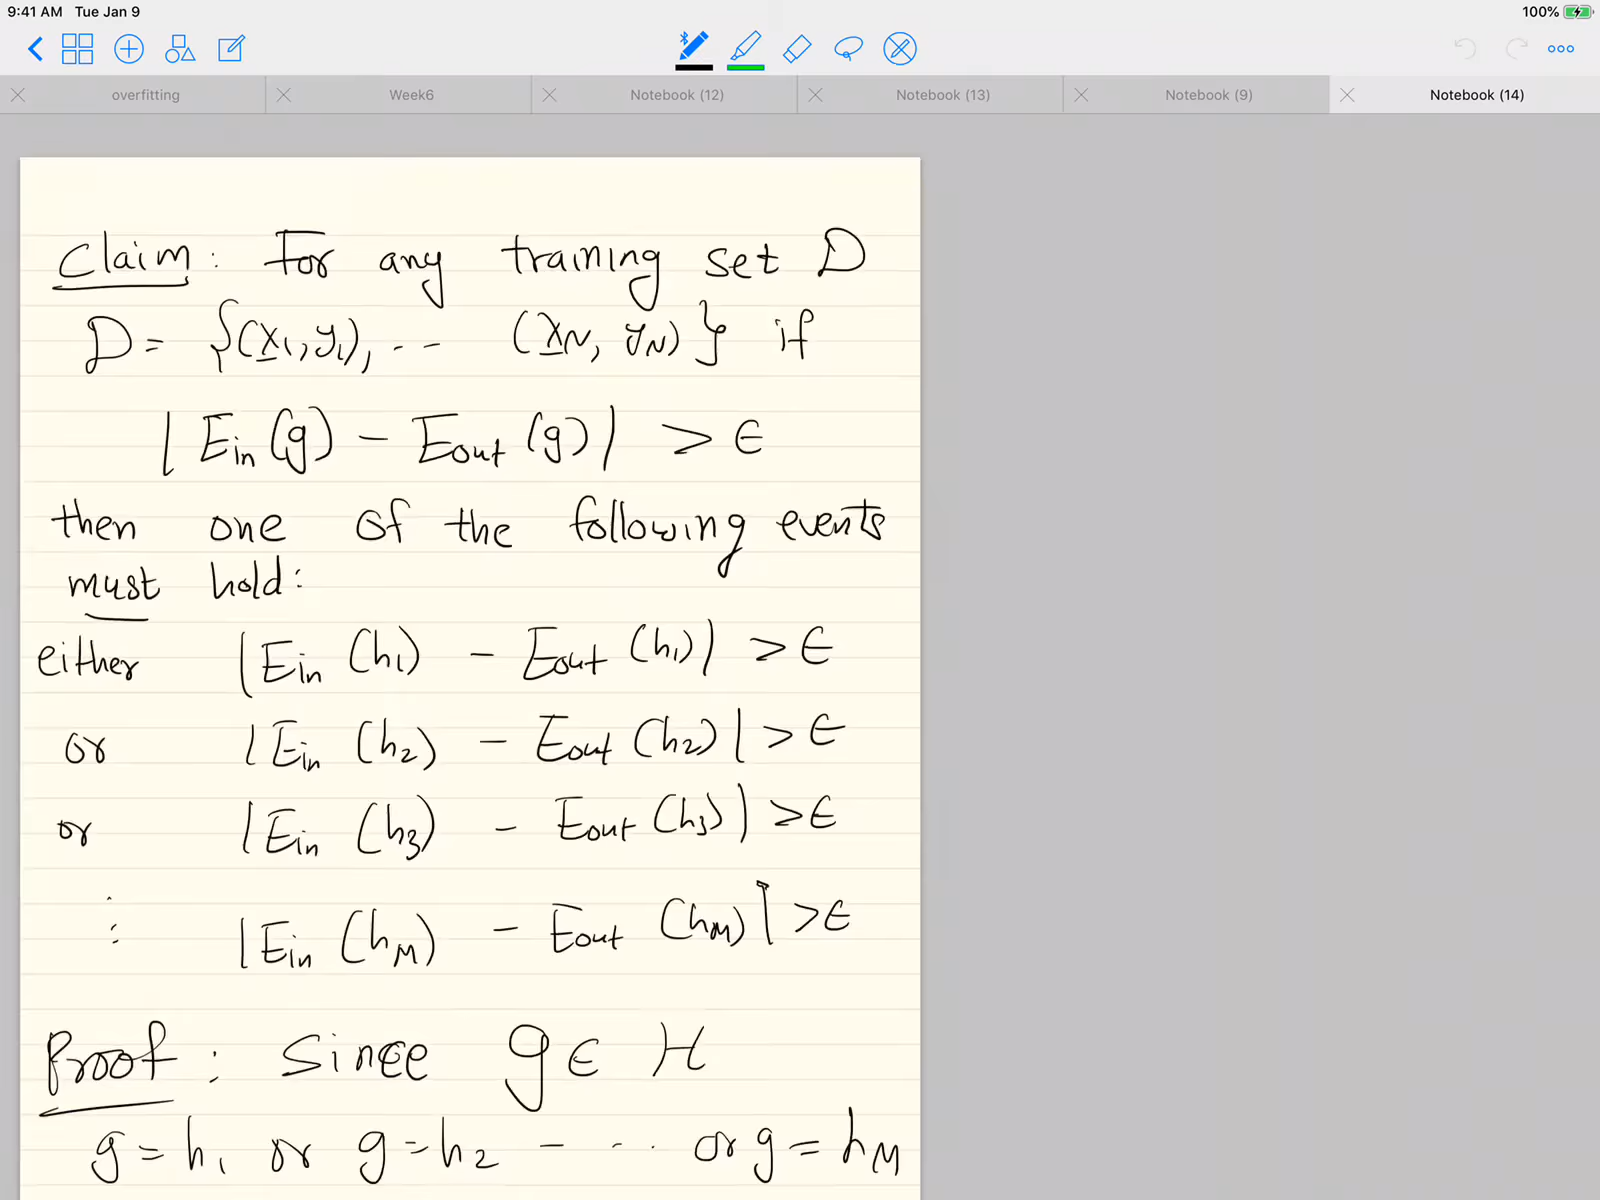 9:41 AM Tue Jan 9 100%
overfitting Week6 Notebook (12) Notebook (13) Notebook (9) Notebook (14)
Claim: For any training set D
D = {(x1, y1), -- (xN, yN)} if
|Ein (g) - Eout (g)| > ϵ
then one of the following events
must hold:
either |Ein (h1) - Eout (h1)| > ϵ
or |Ein (h2) - Eout (h2)| > ϵ
or |Ein (h3) - Eout (h3)| > ϵ
⋮ |Ein (hM) - Eout (hM)| > ϵ
Proof: Since g ∈ H
g = h1 or g = h2 - -.. or g = hM